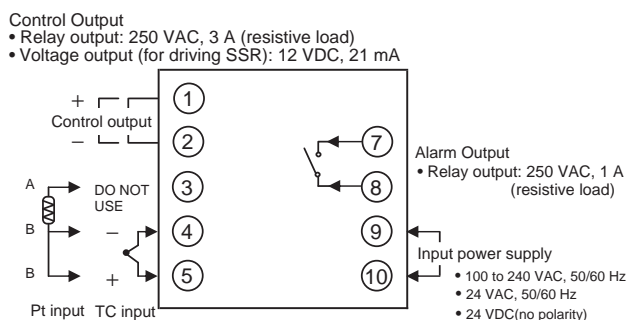 Control Output
• Relay output: 250 VAC, 3 A (resistive load)
• Voltage output (for driving SSR): 12 VDC, 21 mA
+
Control output
−
1
2
3
4
5
7
8
9
10
A
B
B
DO NOT
USE
−
+
Pt input
TC input
Alarm Output
• Relay output: 250 VAC, 1 A
(resistive load)
Input power supply
• 100 to 240 VAC, 50/60 Hz
• 24 VAC, 50/60 Hz
• 24 VDC(no polarity)